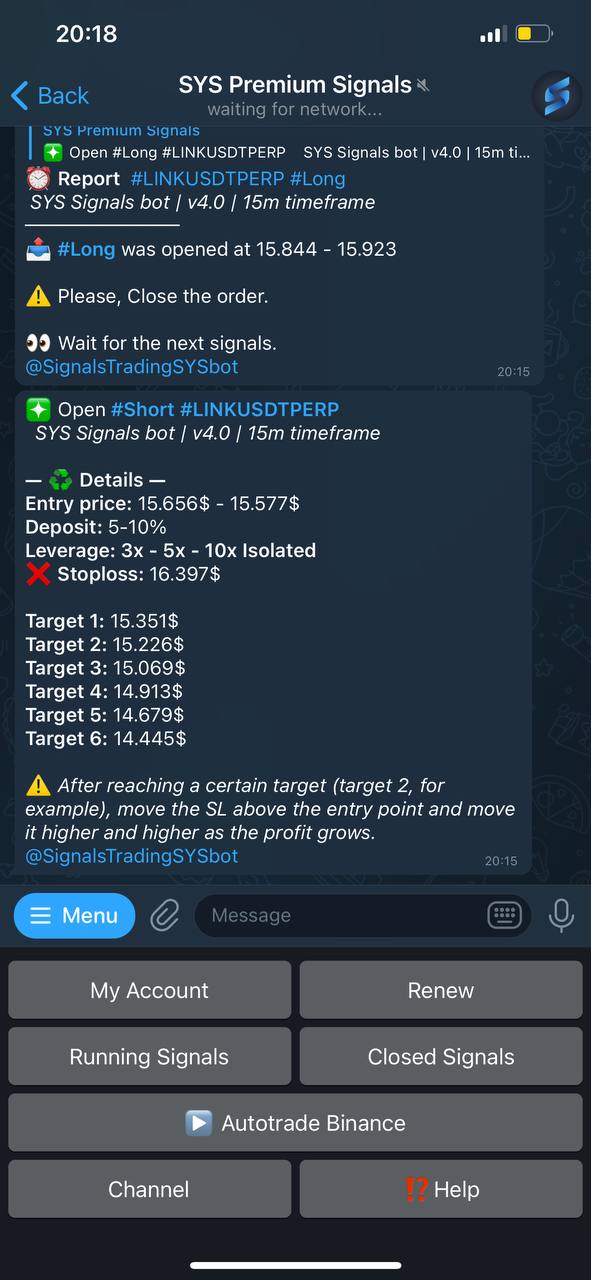 20:18
Back
SYS Premium Signals
waiting for network...
SYS Premium Signals
Open #Long #LINKUSDTPERP SYS Signals bot | v4.0 | 15m ti...
Report #LINKUSDTPERP #Long
SYS Signals bot | v4.0 | 15m timeframe
#Long was opened at 15.844 - 15.923
⚠️ Please, Close the order.
👀 Wait for the next signals.
@SignalsTradingSYSbot
20:15
Open #Short #LINKUSDTPERP
SYS Signals bot | v4.0 | 15m timeframe
— ♻️ Details —
Entry price: 15.656$ - 15.577$
Deposit: 5-10%
Leverage: 3x - 5x - 10x Isolated
❌ Stoploss: 16.397$
Target 1: 15.351$
Target 2: 15.226$
Target 3: 15.069$
Target 4: 14.913$
Target 5: 14.679$
Target 6: 14.445$
⚠️ After reaching a certain target (target 2, for
example), move the SL above the entry point and move
it higher and higher as the profit grows.
@SignalsTradingSYSbot
20:15
Menu
Message
My Account
Renew
Running Signals
Closed Signals
Autotrade Binance
Channel
⁉️ Help